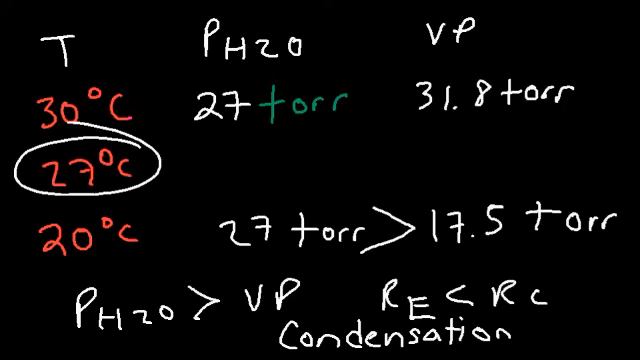 T PH2O VP
30°C 27 torr 31.8 torr
27°C
20°C 27 torr > 17.5 torr
PH2O > VP RE < RC
Condensation